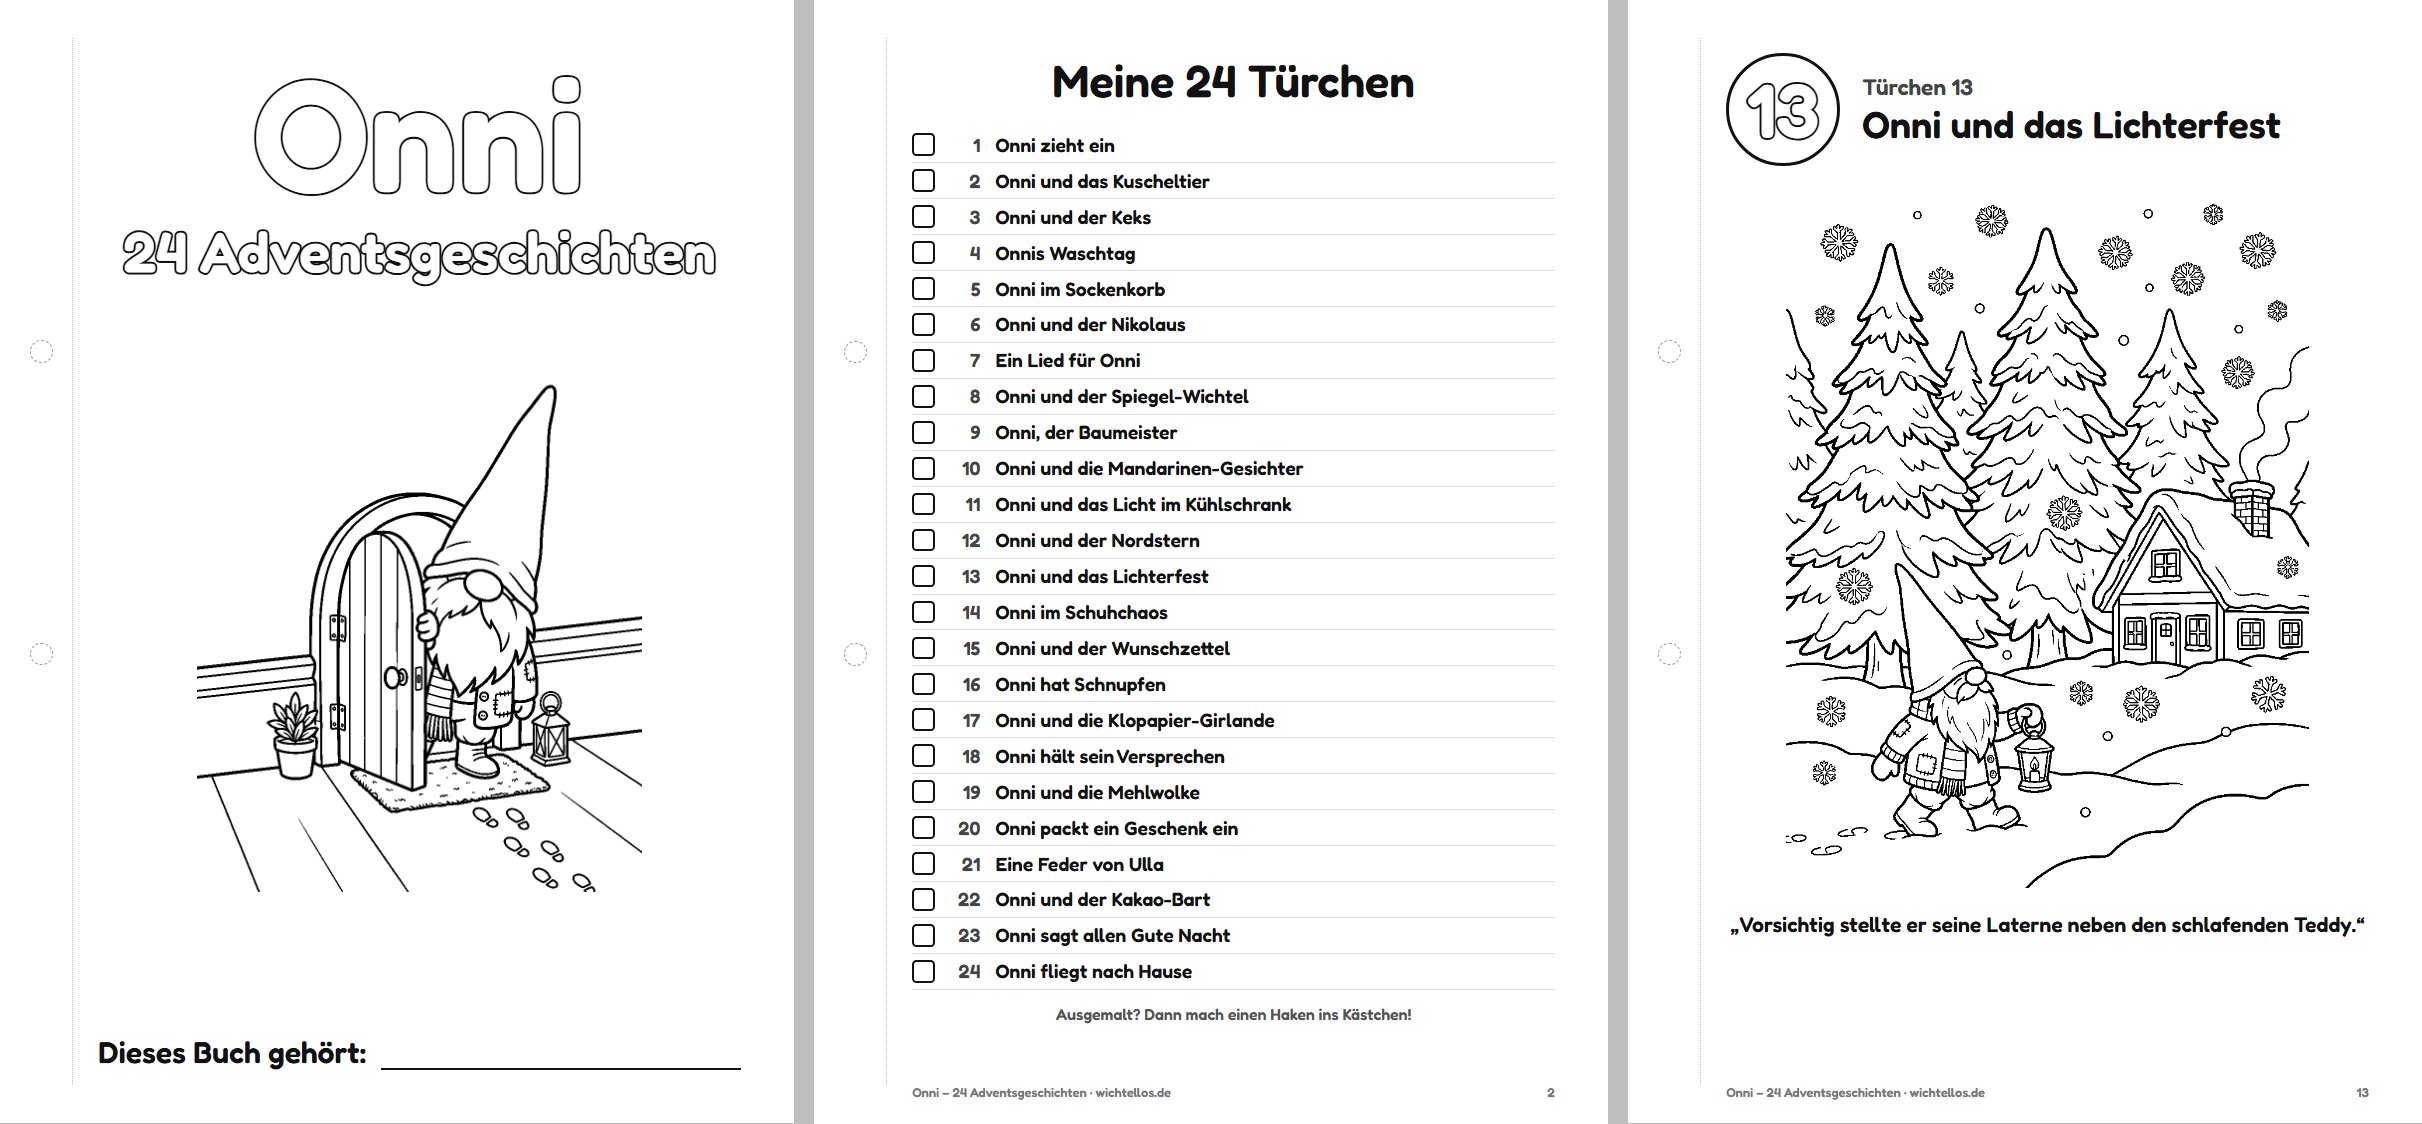 Onni
24 Adventsgeschichten
Dieses Buch gehört:
Meine 24 Türchen
1 Onni zieht ein
2 Onni und das Kuscheltier
3 Onni und der Keks
4 Onnis Waschtag
5 Onni im Sockenkorb
6 Onni und der Nikolaus
7 Ein Lied für Onni
8 Onni und der Spiegel-Wichtel
9 Onni, der Baumeister
10 Onni und die Mandarinen-Gesichter
11 Onni und das Licht im Kühlschrank
12 Onni und der Nordstern
13 Onni und das Lichterfest
14 Onni im Schuhchaos
15 Onni und der Wunschzettel
16 Onni hat Schnupfen
17 Onni und die Klopapier-Girlande
18 Onni hält sein Versprechen
19 Onni und die Mehlwolke
20 Onni packt ein Geschenk ein
21 Eine Feder von Ulla
22 Onni und der Kakao-Bart
23 Onni sagt allen Gute Nacht
24 Onni fliegt nach Hause
Ausgemalt? Dann mach einen Haken ins Kästchen!
Onni – 24 Adventsgeschichten · wichtellos.de 2
13
Türchen 13
Onni und das Lichterfest
„Vorsichtig stellte er seine Laterne neben den schlafenden Teddy.“
Onni – 24 Adventsgeschichten · wichtellos.de 13